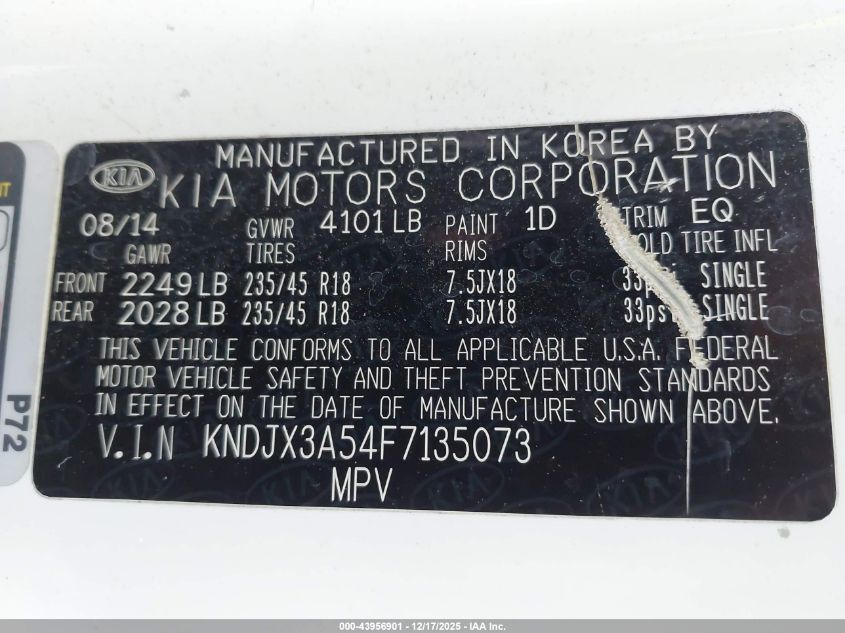 MANUFACTURED IN KOREA BY
KIA KIA MOTORS CORPORATION
08/14 GVWR 4101 LB PAINT 1D TRIM EQ
GAWR TIRES RIMS COLD TIRE INFL
FRONT 2249 LB 235/45 R18 7.5JX18 33psi SINGLE
REAR 2028 LB 235/45 R18 7.5JX18 33psi SINGLE
THIS VEHICLE CONFORMS TO ALL APPLICABLE U.S.A. FEDERAL
MOTOR VEHICLE SAFETY AND THEFT PREVENTION STANDARDS
IN EFFECT ON THE DATE OF MANUFACTURE SHOWN ABOVE.
V.I.N KNDJX3A54F7135073
MPV
P72
000-43956901 - 12/17/2025 - IAA Inc.